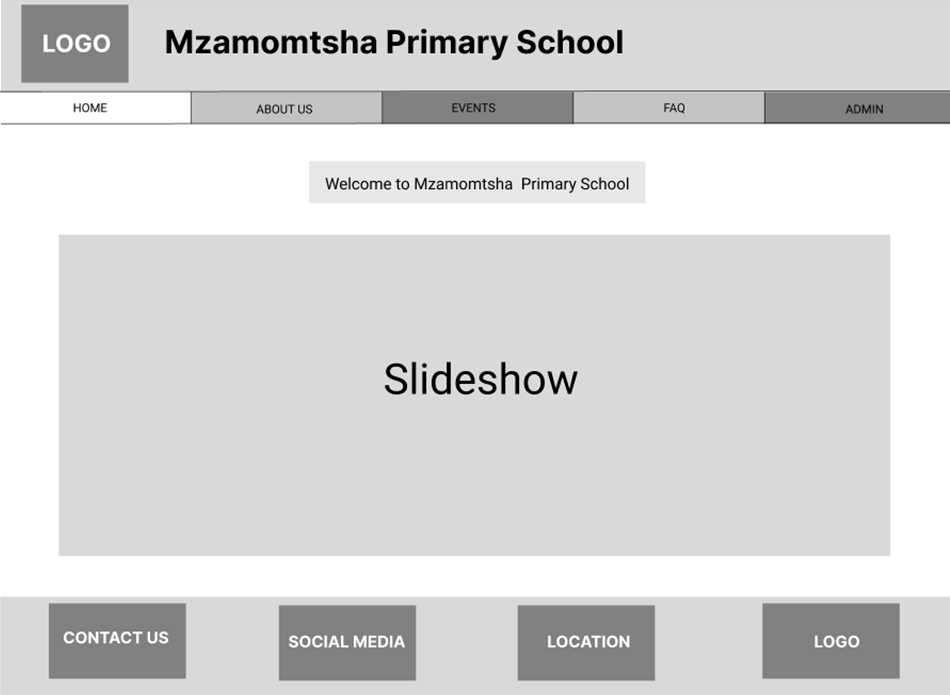 LOGO
Mzamomtsha Primary School
HOME
ABOUT US
EVENTS
FAQ
ADMIN
Welcome to Mzamomtsha  Primary School
Slideshow
CONTACT US
SOCIAL MEDIA
LOCATION
LOGO